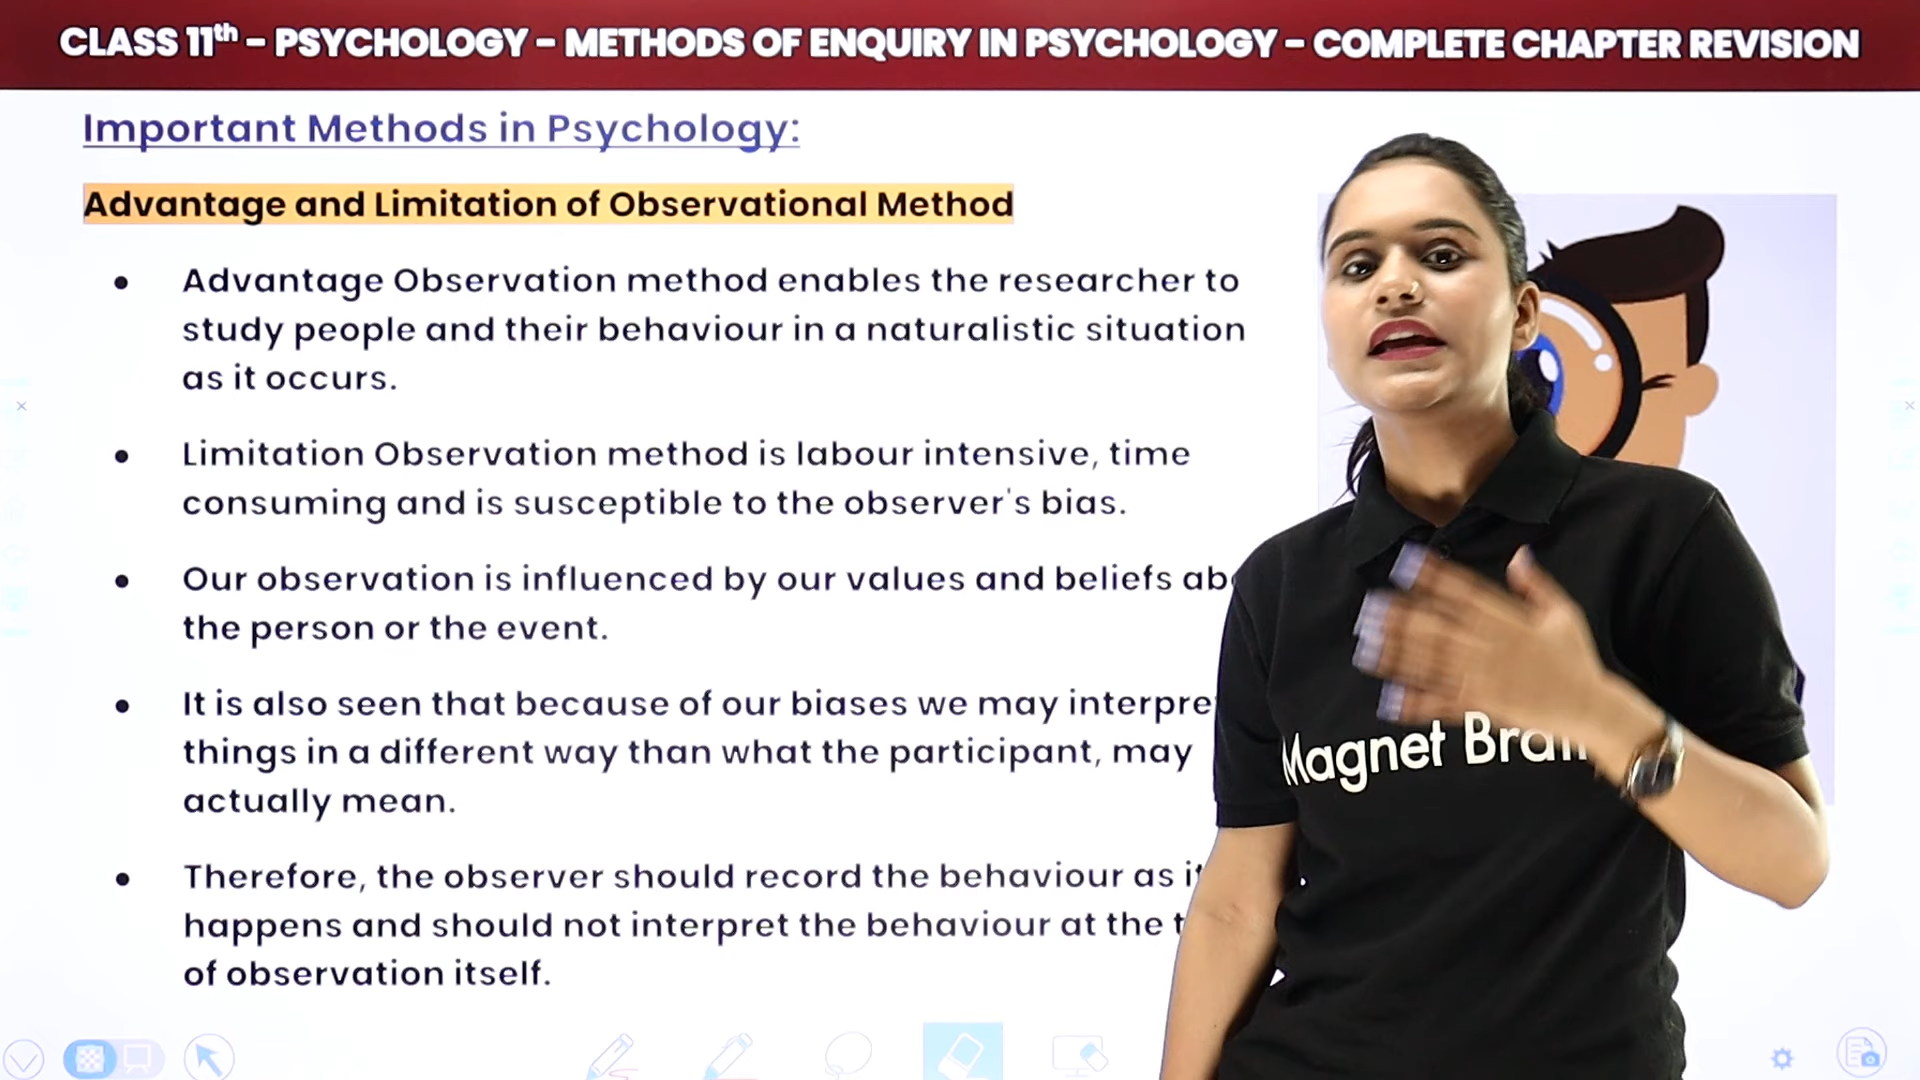 CLASS 11th – PSYCHOLOGY – METHODS OF ENQUIRY IN PSYCHOLOGY – COMPLETE CHAPTER REVISION
Important Methods in Psychology:
Advantage and Limitation of Observational Method
• Advantage Observation method enables the researcher to
study people and their behaviour in a naturalistic situation
as it occurs.
• Limitation Observation method is labour intensive, time
consuming and is susceptible to the observer's bias.
• Our observation is influenced by our values and beliefs
the person or the event.
• It is also seen that because of our biases we may
things in a different way than what the participant, may
actually mean.
• Therefore, the observer should record the behaviour as
happens and should not interpret the behaviour at the
of observation itself.
Magnet